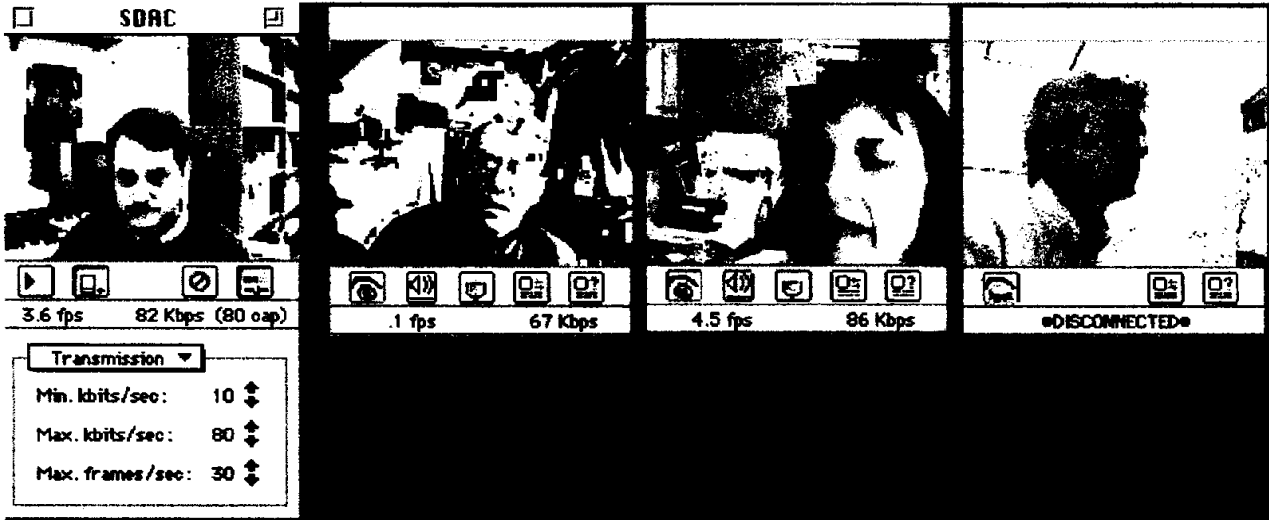 SDAC
3.6 fps 82 Kbps (80 cap)
.1 fps 67 Kbps
4.5 fps 86 Kbps
●DISCONNECTED●
Transmission
Min. kbits/sec: 10
Max. kbits/sec: 80
Max. frames/sec: 30